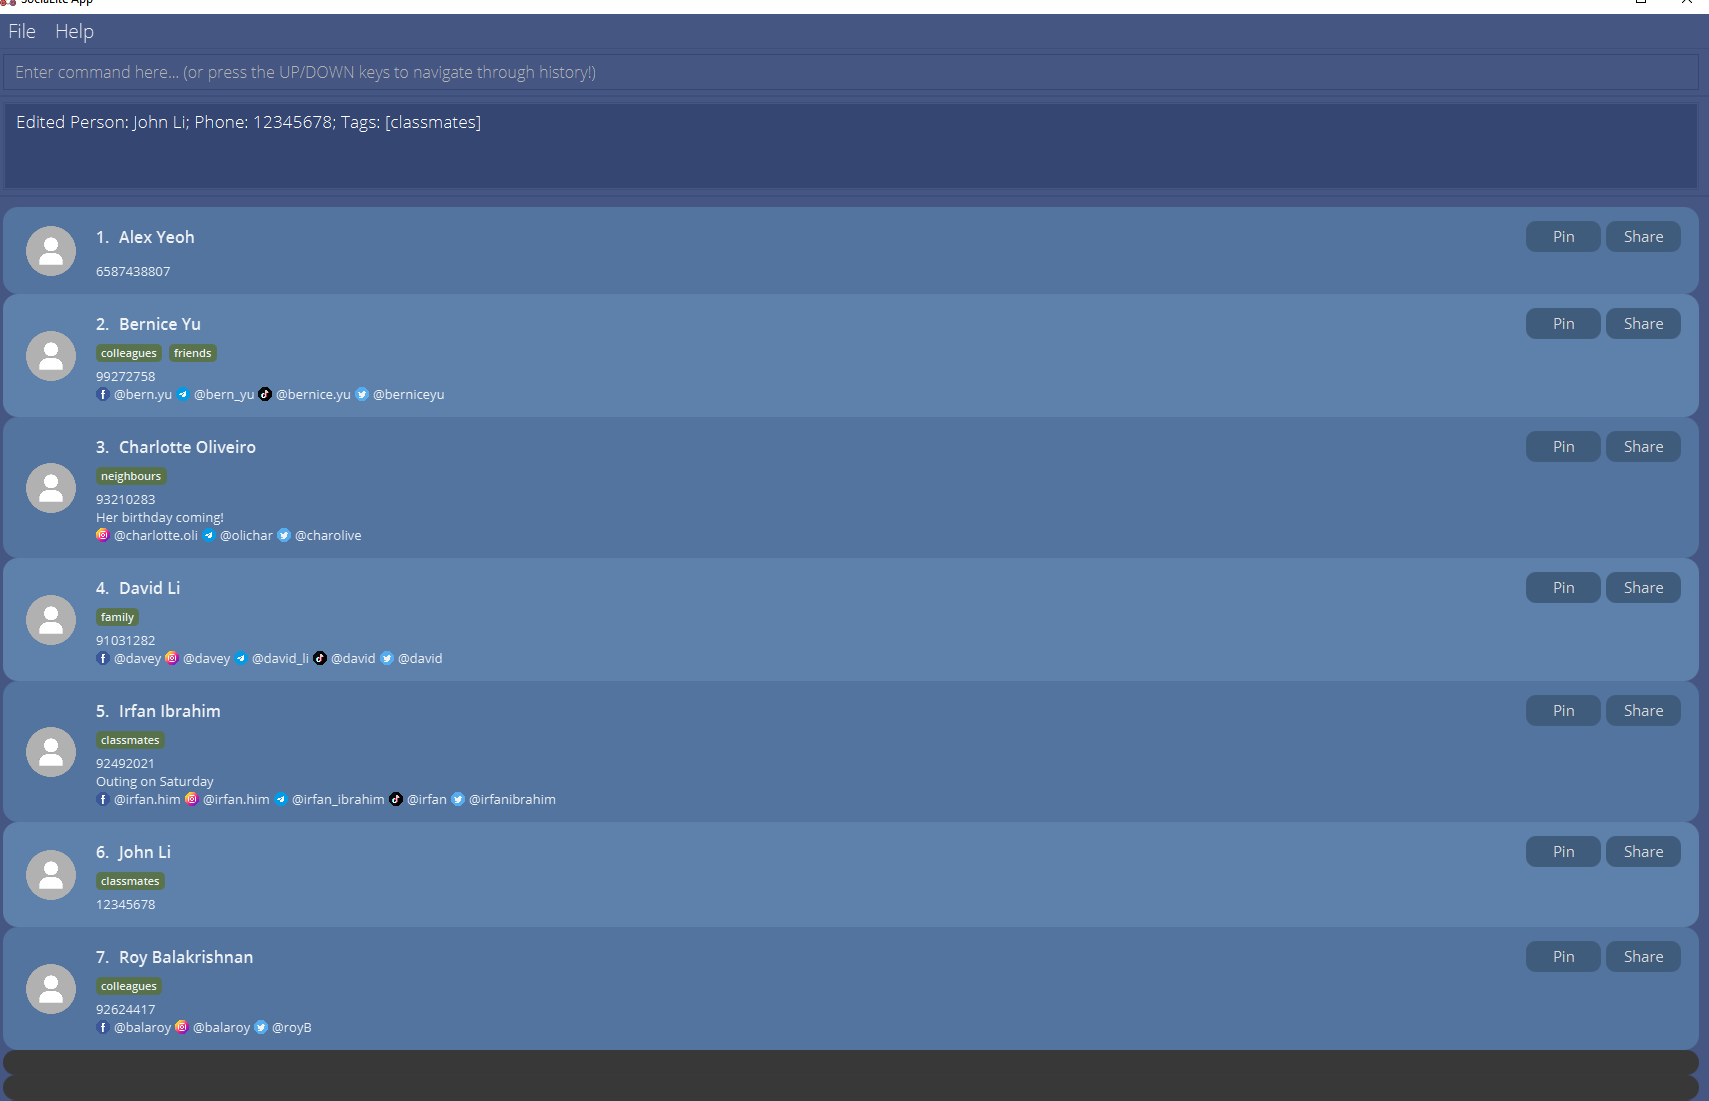 SociaLite App
File Help
Enter command here... (or press the UP/DOWN keys to navigate through history!)
Edited Person: John Li; Phone: 12345678; Tags: [classmates]
1. Alex Yeoh Pin Share
6587438807
2. Bernice Yu Pin Share
colleagues friends
99272758
@bern.yu @bern_yu @bernice.yu @berniceyu
3. Charlotte Oliveiro Pin Share
neighbours
93210283
Her birthday coming!
@charlotte.oli @olichar @charolive
4. David Li Pin Share
family
91031282
@davey @davey @david_li @david @david
5. Irfan Ibrahim Pin Share
classmates
92492021
Outing on Saturday
@irfan.him @irfan.him @irfan_ibrahim @irfan @irfanibrahim
6. John Li Pin Share
classmates
12345678
7. Roy Balakrishnan Pin Share
colleagues
92624417
@balaroy @balaroy @royB